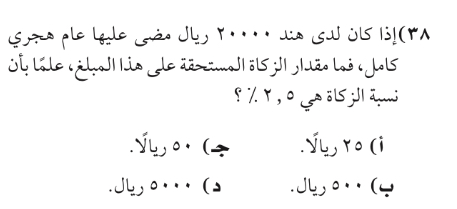 ٣٨) إذا كان لدى هند ٢٠٠٠٠ ريال مضى عليها عام هجري
كامل، فما مقدار الزكاة المستحقة على هذا المبلغ، علمًا بأن
نسبة الزكاة هي ٢,٥ ٪ ؟
أ) ٢٥ ريالًا. جـ) ٥٠ ريالًا.
ب) ٥٠٠ ريال. د) ٥٠٠٠ ريال.